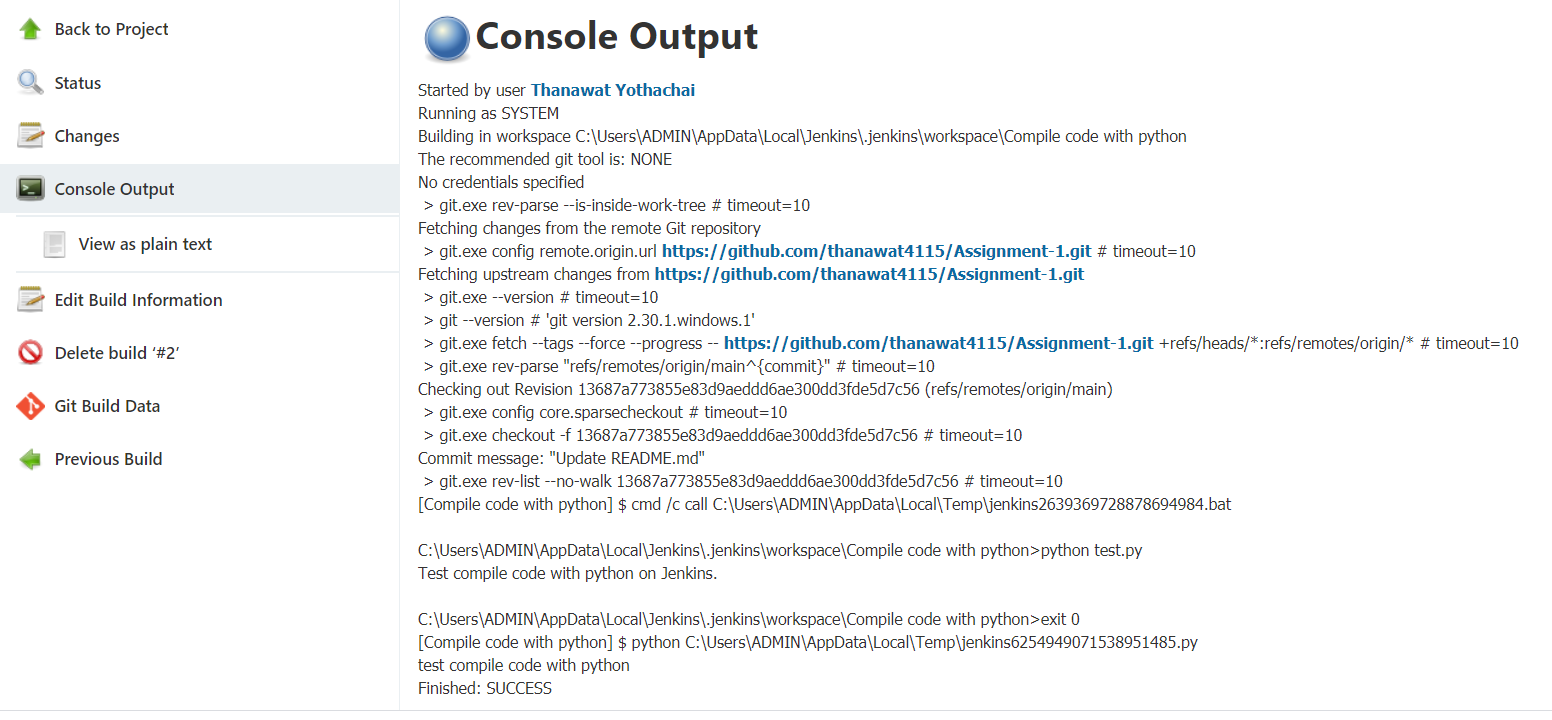 Back to Project
Status
Changes
Console Output
View as plain text
Edit Build Information
Delete build ‘#2’
Git Build Data
Previous Build
Console Output
Started by user Thanawat Yothachai
Running as SYSTEM
Building in workspace C:\Users\ADMIN\AppData\Local\Jenkins\.jenkins\workspace\Compile code with python
The recommended git tool is: NONE
No credentials specified
> git.exe rev-parse --is-inside-work-tree # timeout=10
Fetching changes from the remote Git repository
> git.exe config remote.origin.url https://github.com/thanawat4115/Assignment-1.git # timeout=10
Fetching upstream changes from https://github.com/thanawat4115/Assignment-1.git
> git.exe --version # timeout=10
> git --version # 'git version 2.30.1.windows.1'
> git.exe fetch --tags --force --progress -- https://github.com/thanawat4115/Assignment-1.git +refs/heads/*:refs/remotes/origin/* # timeout=10
> git.exe rev-parse "refs/remotes/origin/main^{commit}" # timeout=10
Checking out Revision 13687a773855e83d9aeddd6ae300dd3fde5d7c56 (refs/remotes/origin/main)
> git.exe config core.sparsecheckout # timeout=10
> git.exe checkout -f 13687a773855e83d9aeddd6ae300dd3fde5d7c56 # timeout=10
Commit message: "Update README.md"
> git.exe rev-list --no-walk 13687a773855e83d9aeddd6ae300dd3fde5d7c56 # timeout=10
[Compile code with python] $ cmd /c call C:\Users\ADMIN\AppData\Local\Temp\jenkins2639369728878694984.bat
C:\Users\ADMIN\AppData\Local\Jenkins\.jenkins\workspace\Compile code with python>python test.py
Test compile code with python on Jenkins.
C:\Users\ADMIN\AppData\Local\Jenkins\.jenkins\workspace\Compile code with python>exit 0
[Compile code with python] $ python C:\Users\ADMIN\AppData\Local\Temp\jenkins6254949071538951485.py
test compile code with python
Finished: SUCCESS